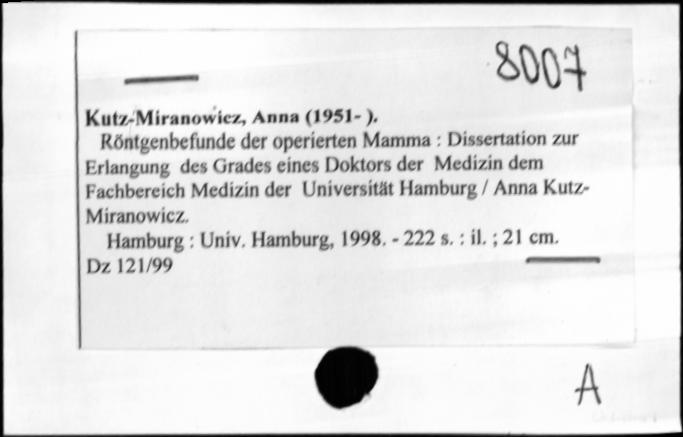 8007
Kutz-Miranowicz, Anna (1951- ).
Röntgenbefunde der operierten Mamma : Dissertation zur
Erlangung des Grades eines Doktors der Medizin dem
Fachbereich Medizin der Universität Hamburg / Anna Kutz-
Miranowicz.
Hamburg : Univ. Hamburg, 1998. - 222 s. : il. ; 21 cm.
Dz 121/99
A